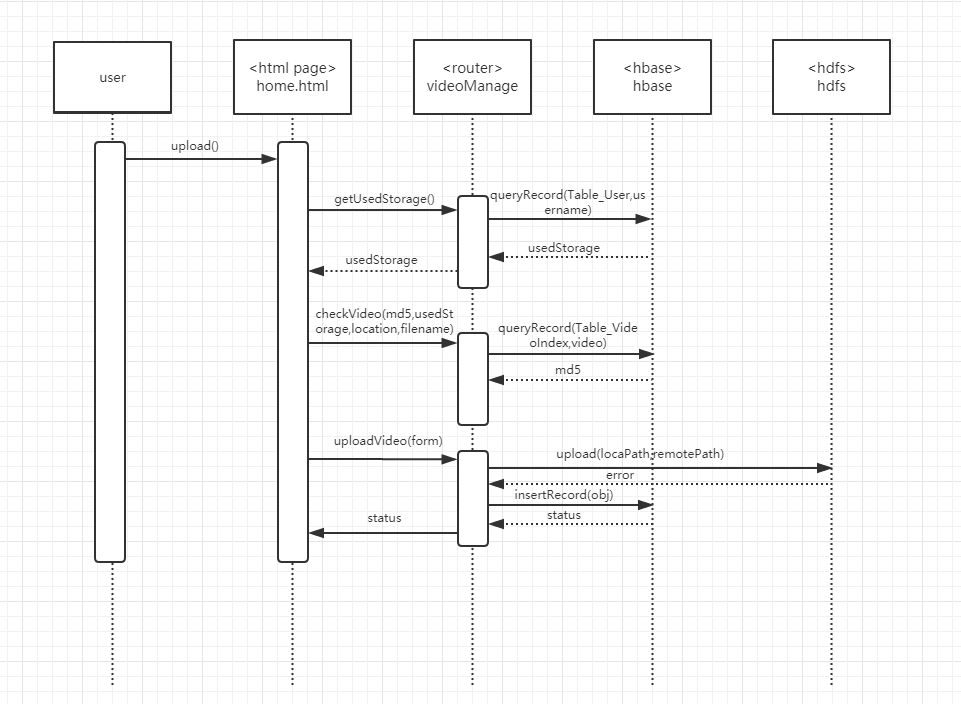 user
<html page>
home.html
<router>
videoManage
<hbase>
hbase
<hdfs>
hdfs
upload()
getUsedStorage()
queryRecord(Table_User,us
ername)
usedStorage
usedStorage
checkVideo(md5,usedSt
orage,location,filename)
queryRecord(Table_Vide
oIndex,video)
md5
uploadVideo(form)
upload(locaPath,remotePath)
error
insertRecord(obj)
status
status